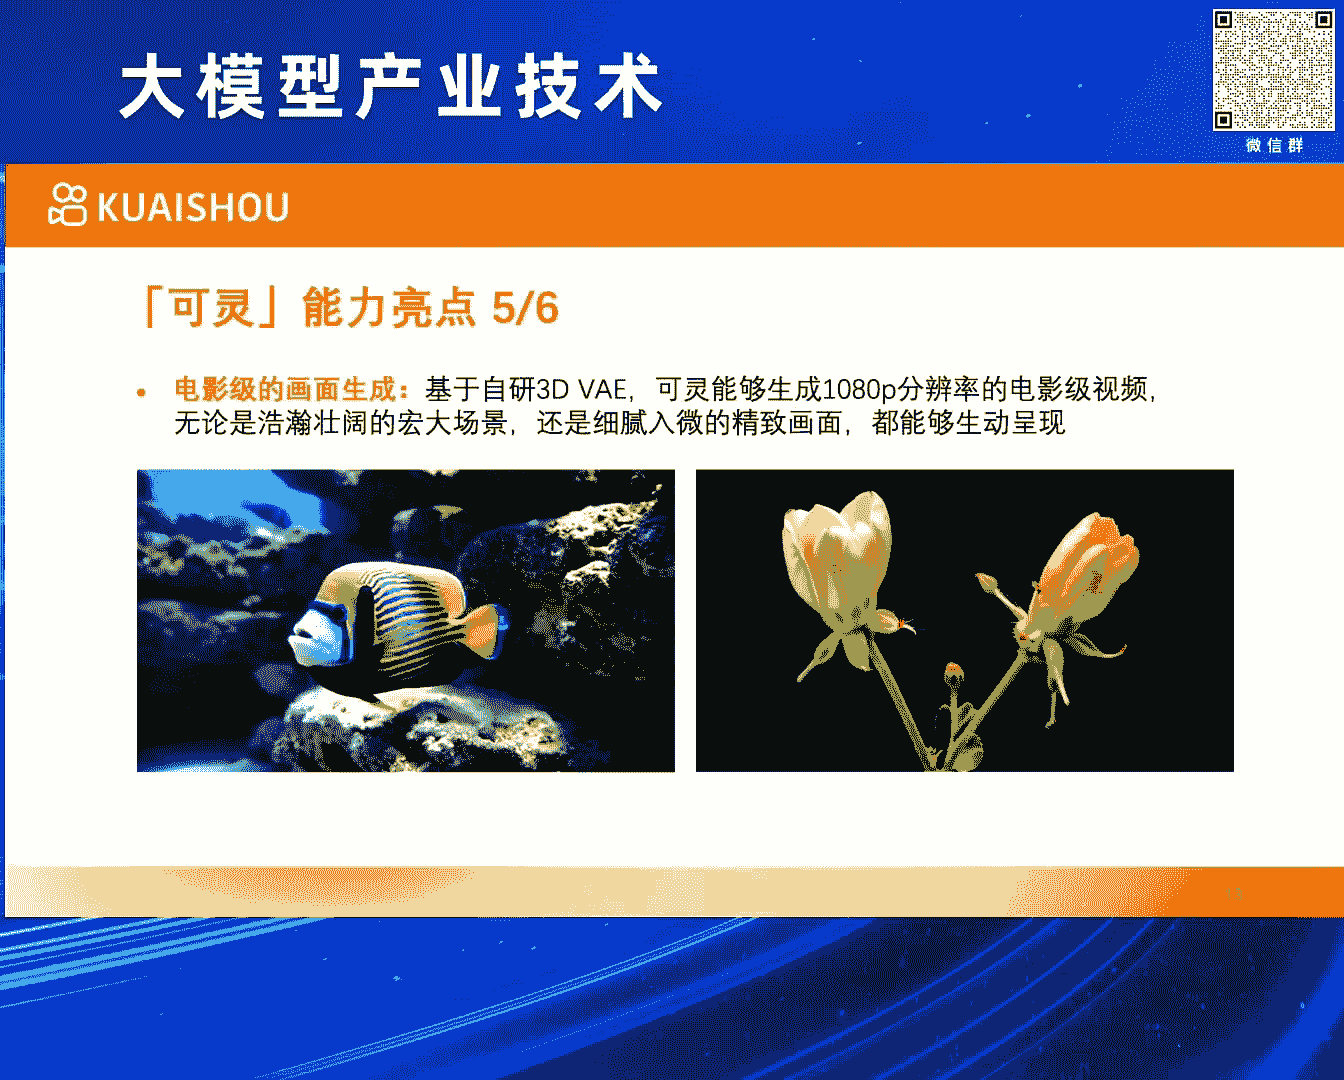 大模型产业技术
微信群
KUAISHOU
「可灵」能力亮点 5/6
• 电影级的画面生成：基于自研3D VAE，可灵能够生成1080p分辨率的电影级视频，
无论是浩瀚壮阔的宏大场景，还是细腻入微的精致画面，都能够生动呈现